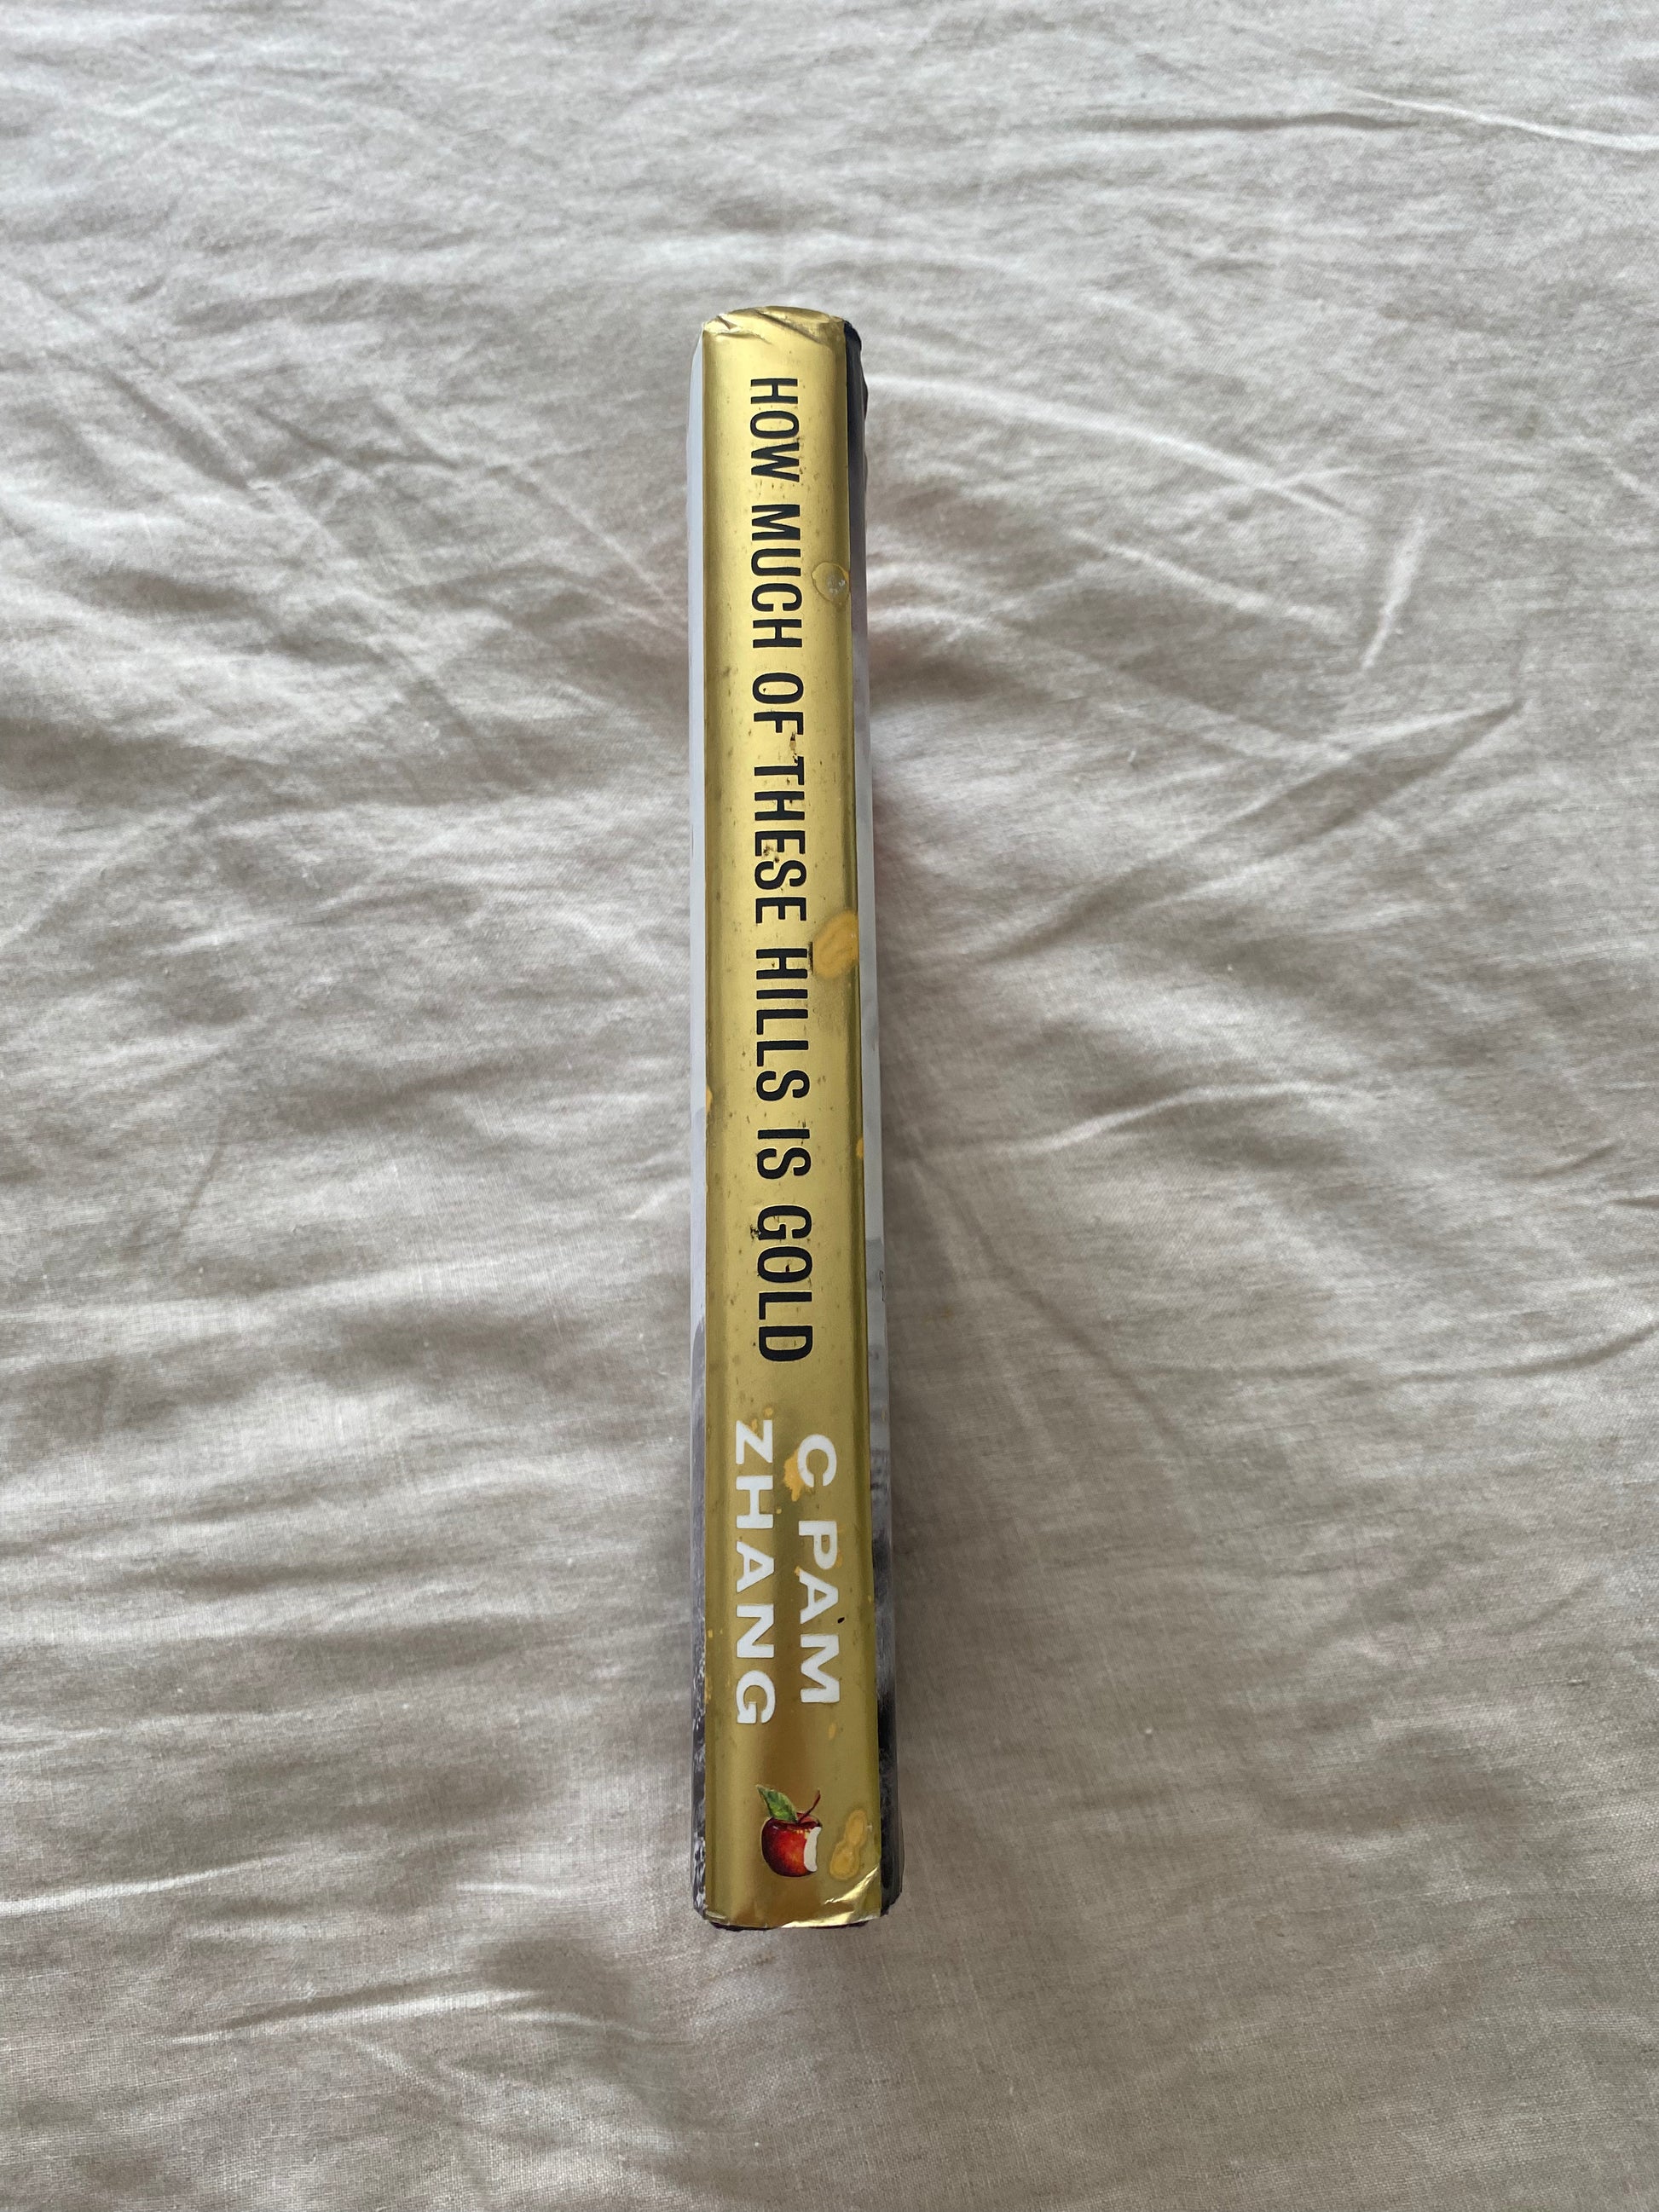 HOW MUCH OF THESE HILLS IS GOLD
C PAM
ZHANG